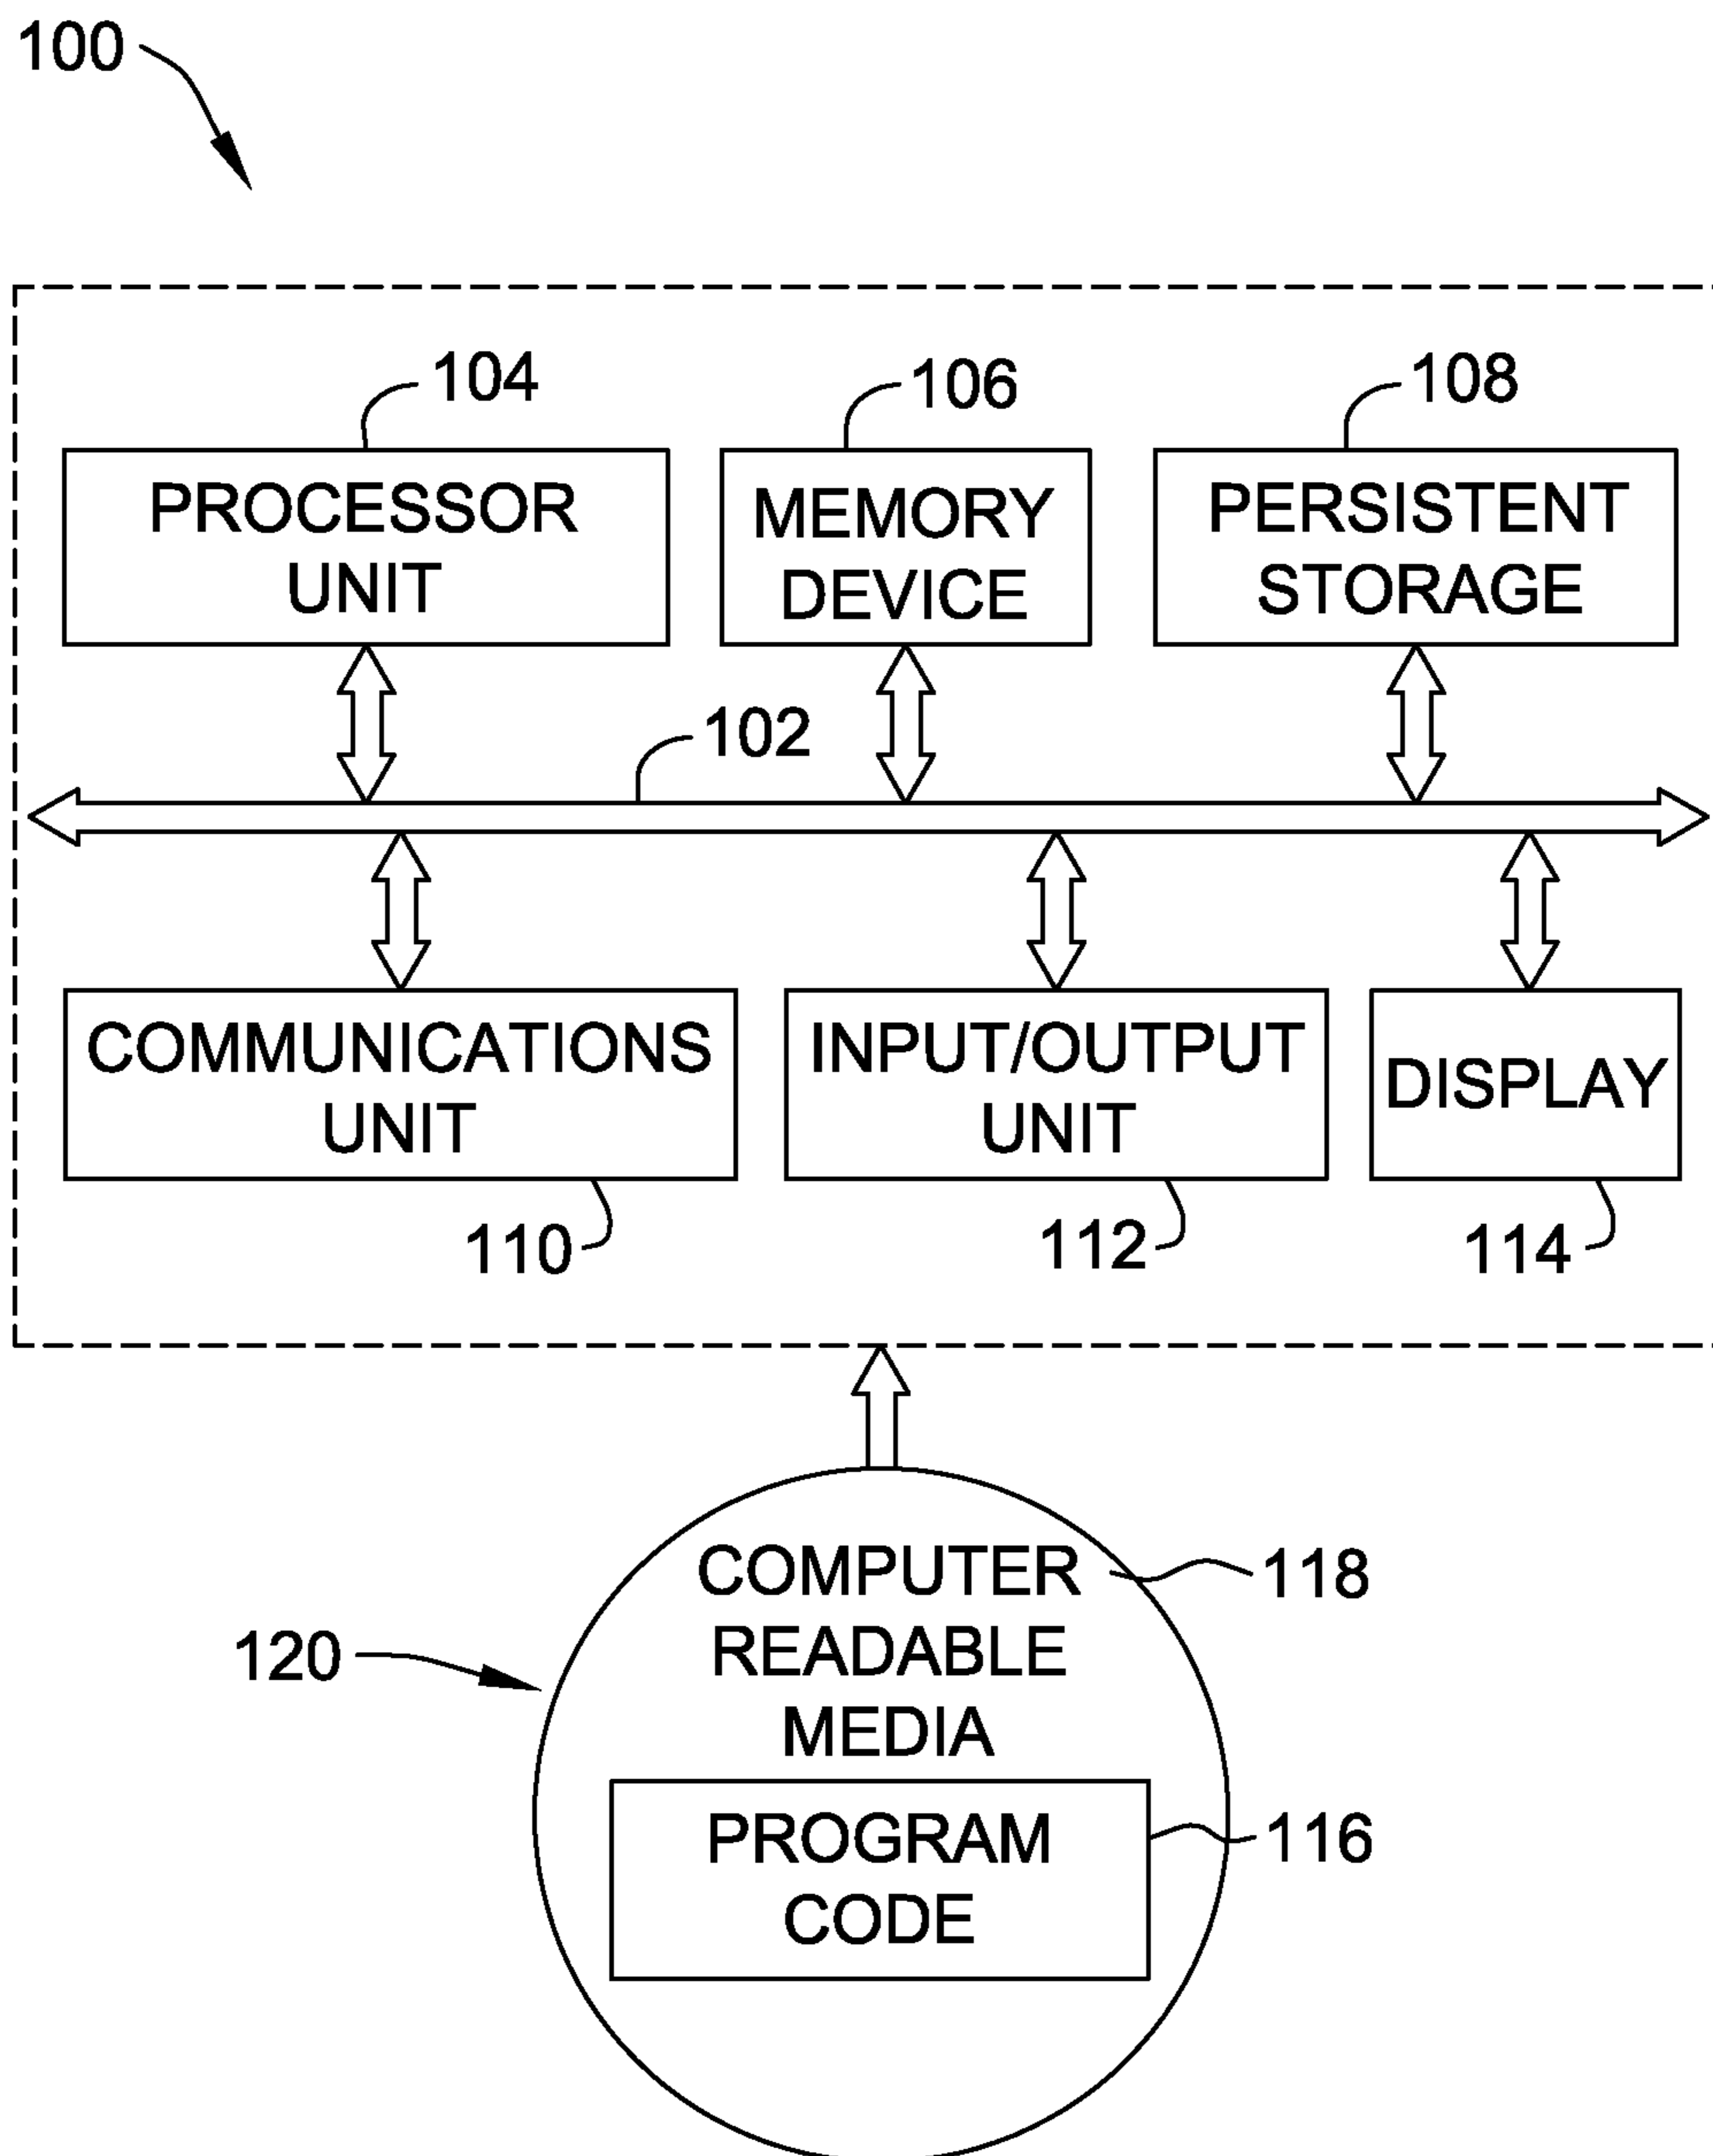 100
104
106
108
PROCESSOR
UNIT
MEMORY
DEVICE
PERSISTENT
STORAGE
102
COMMUNICATIONS
UNIT
INPUT/OUTPUT
UNIT
DISPLAY
110
112
114
COMPUTER
READABLE
MEDIA
118
120
PROGRAM
CODE
116